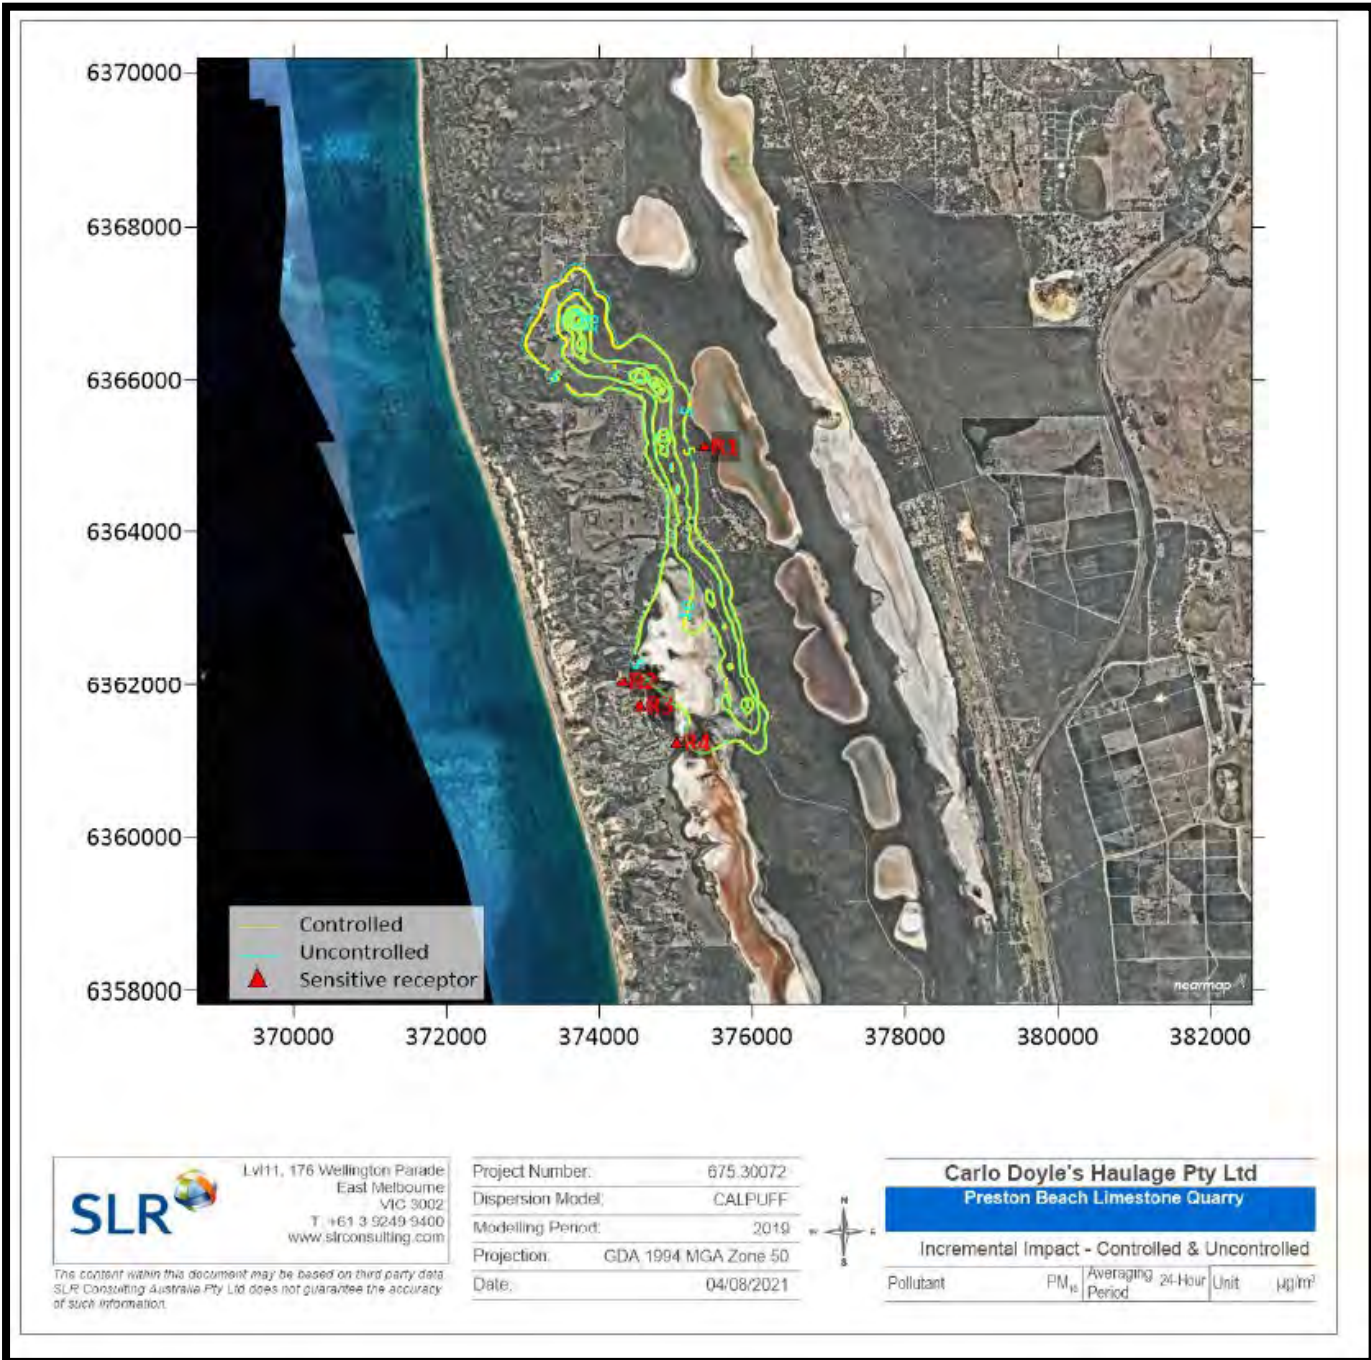 6370000
6368000
6366000
6364000
6362000
6360000
6358000
5
5
5
R1
10
5
R2
R3
R4
Controlled
Uncontrolled
Sensitive receptor
nearmap
370000 372000 374000 376000 378000 380000 382000
SLR
Lvl11, 176 Wellington Parade
East Melbourne
VIC 3002
T. +61 3 9249 9400
www.slrconsulting.com
The content within this document may be based on third party data.
SLR Consulting Australia Pty Ltd does not guarantee the accuracy
of such information.
Project Number: 675.30072
Dispersion Model: CALPUFF
Modelling Period: 2019
Projection: GDA 1994 MGA Zone 50
Date: 04/08/2021
N
W E
S
Carlo Doyle's Haulage Pty Ltd
Preston Beach Limestone Quarry
Incremental Impact - Controlled & Uncontrolled
Pollutant PM₁₀ Averaging Period 24-Hour Unit µg/m³